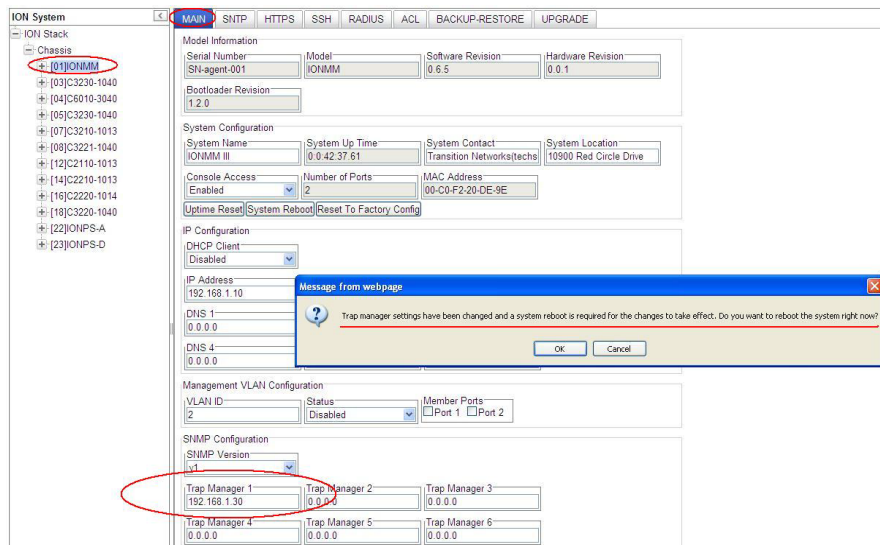 ION System
<
MAIN SNTP HTTPS SSH RADIUS ACL BACKUP-RESTORE UPGRADE
ION Stack
Chassis
[01]IONMM
[03]C3230-1040
[04]C6010-3040
[05]C3230-1040
[07]C3210-1013
[08]C3221-1040
[12]C2110-1013
[14]C2210-1013
[16]C2220-1014
[18]C3220-1040
[22]IONPS-A
[23]IONPS-D
Model Information
Serial Number Model Software Revision Hardware Revision
SN-agent-001 IONMM 0.6.5 0.0.1
Bootloader Revision
1.2.0
System Configuration
System Name System Up Time System Contact System Location
IONMM III 0:0:42:37.61 Transition Networks(techs 10900 Red Circle Drive
Console Access Number of Ports MAC Address
Enabled 2 00-C0-F2-20-DE-9E
Uptime Reset System Reboot Reset To Factory Config
IP Configuration
DHCP Client
Disabled
IP Address
192.168.1.10
DNS 1
0.0.0.0
DNS 4
0.0.0.0
Message from webpage
Trap manager settings have been changed and a system reboot is required for the changes to take effect. Do you want to reboot the system right now?
OK Cancel
Management VLAN Configuration
VLAN ID Status Member Ports
2 Disabled Port 1 Port 2
SNMP Configuration
SNMP Version
v1
Trap Manager 1 Trap Manager 2 Trap Manager 3
192.168.1.30 0.0.0.0 0.0.0.0
Trap Manager 4 Trap Manager 5 Trap Manager 6
0.0.0.0 0.0.0.0 0.0.0.0